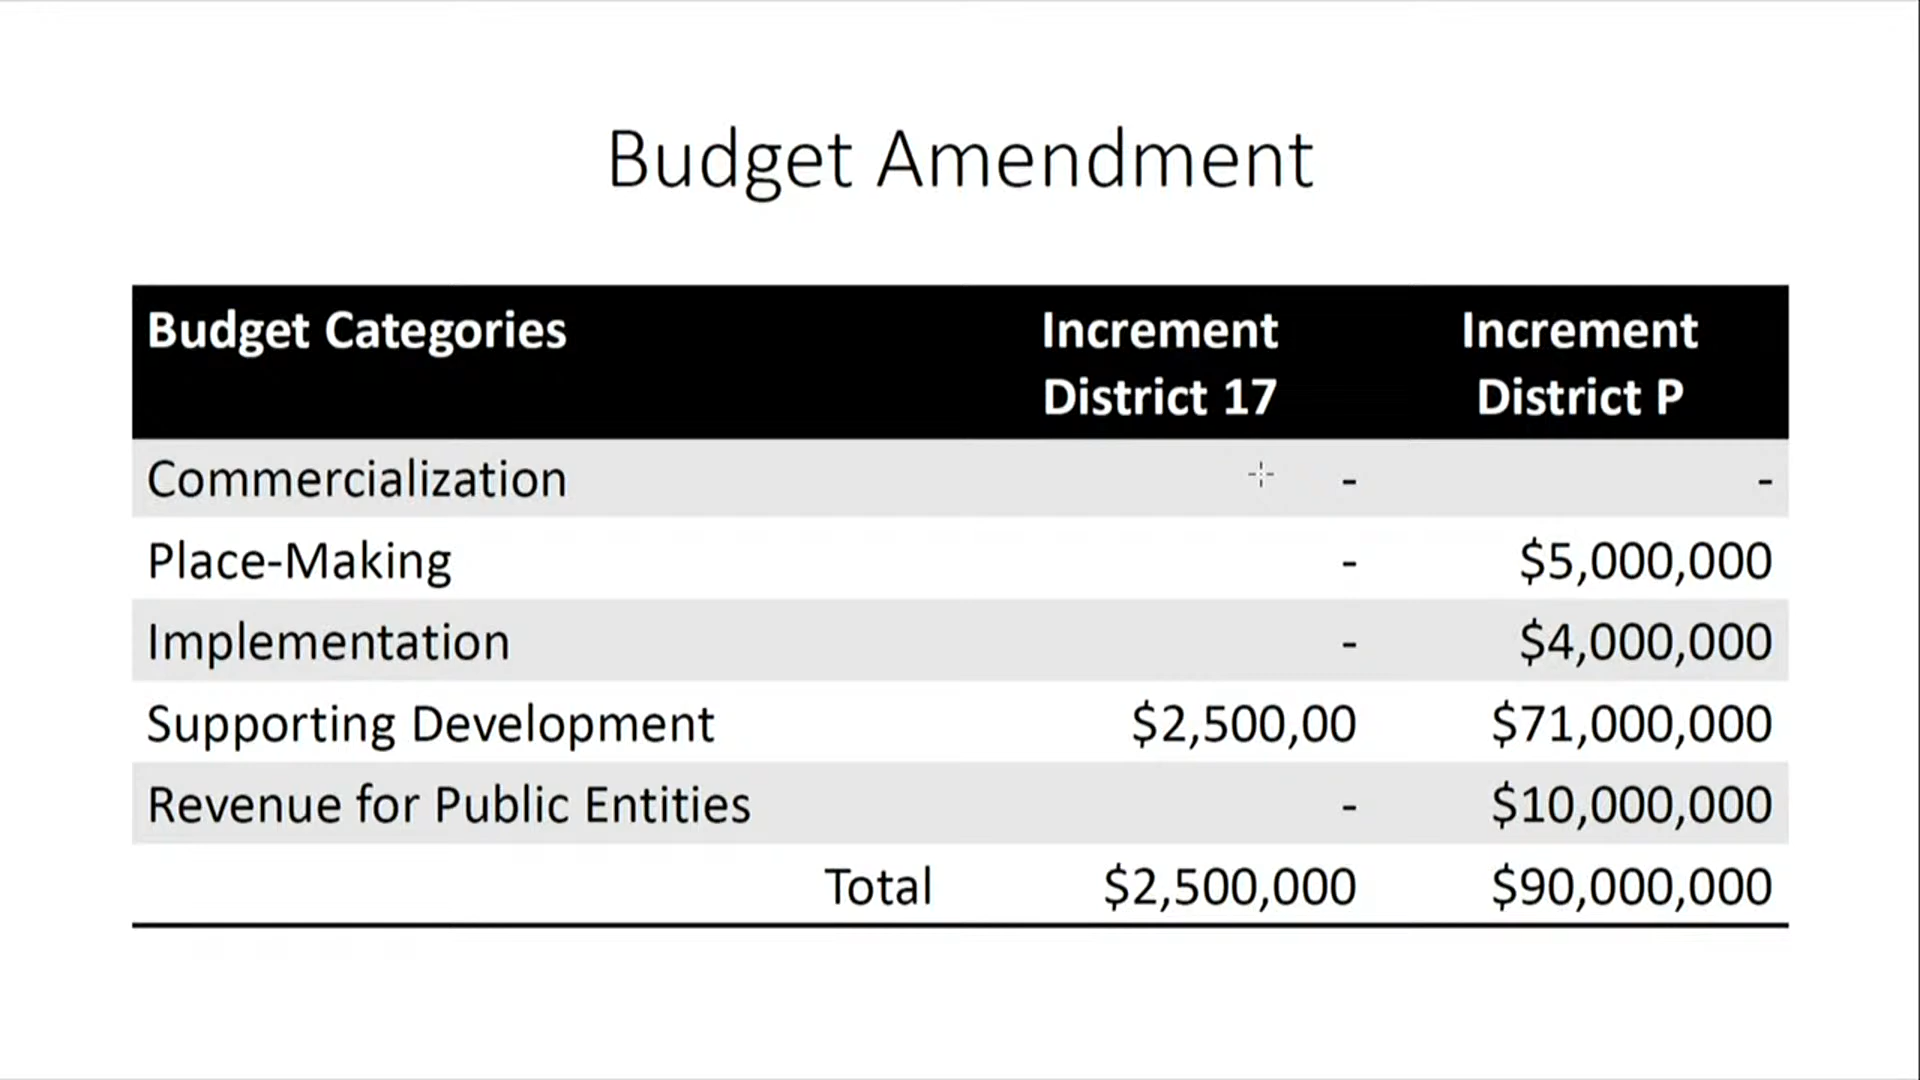 Budget Amendment
Budget Categories Increment District 17 Increment District P
Commercialization - -
Place-Making - $5,000,000
Implementation - $4,000,000
Supporting Development $2,500,00 $71,000,000
Revenue for Public Entities - $10,000,000
Total $2,500,000 $90,000,000